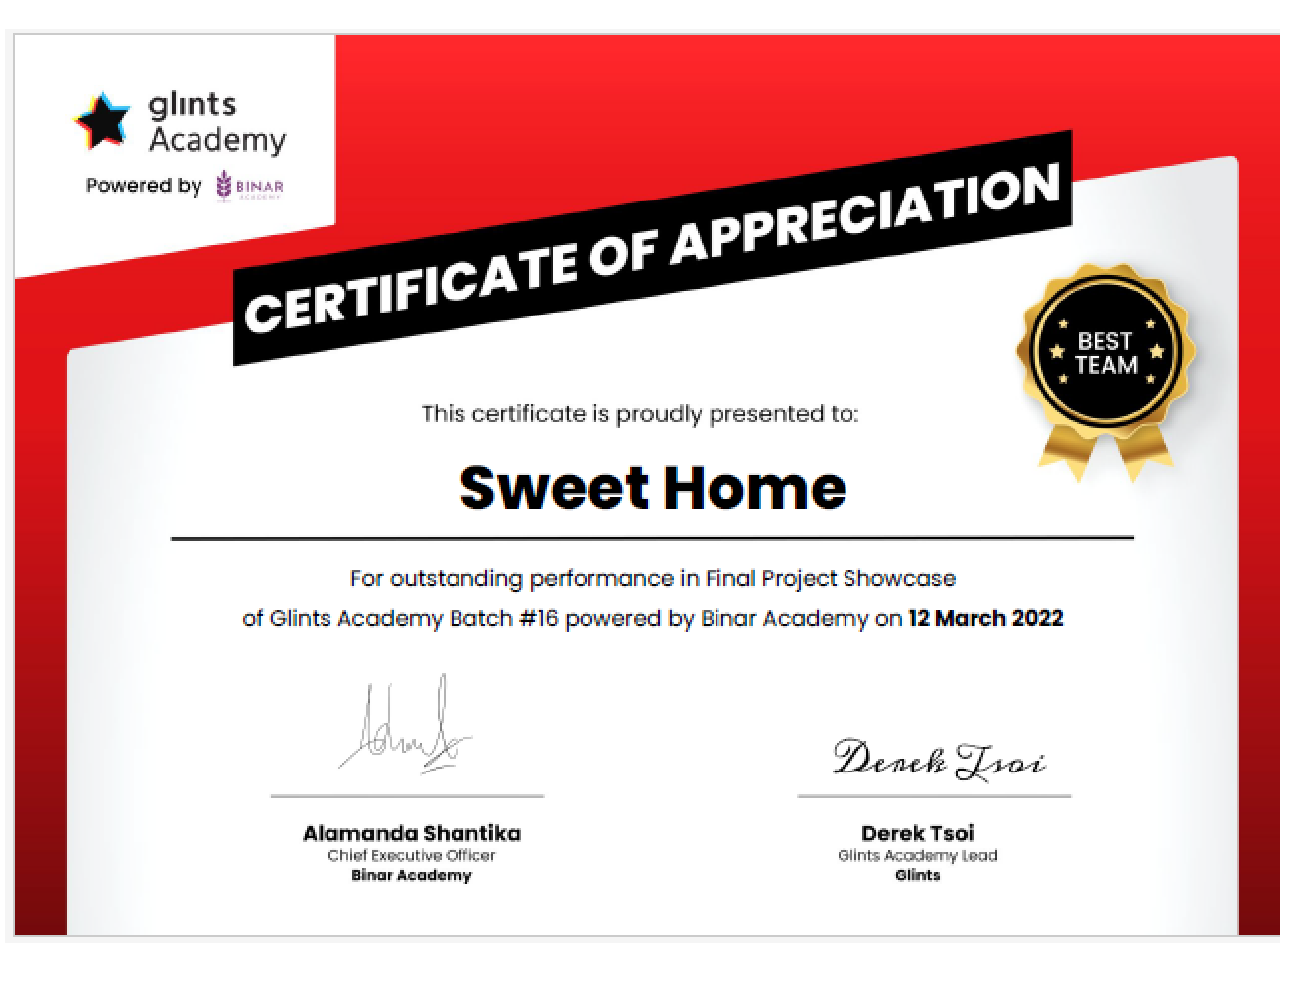 glints
Academy
Powered by BINAR
ACADEMY
CERTIFICATE OF APPRECIATION
BEST
TEAM
This certificate is proudly presented to:
Sweet Home
For outstanding performance in Final Project Showcase
of Glints Academy Batch #16 powered by Binar Academy on 12 March 2022
Derek Tsoi
Alamanda Shantika
Chief Executive Officer
Binar Academy
Derek Tsoi
Glints Academy Lead
Glints